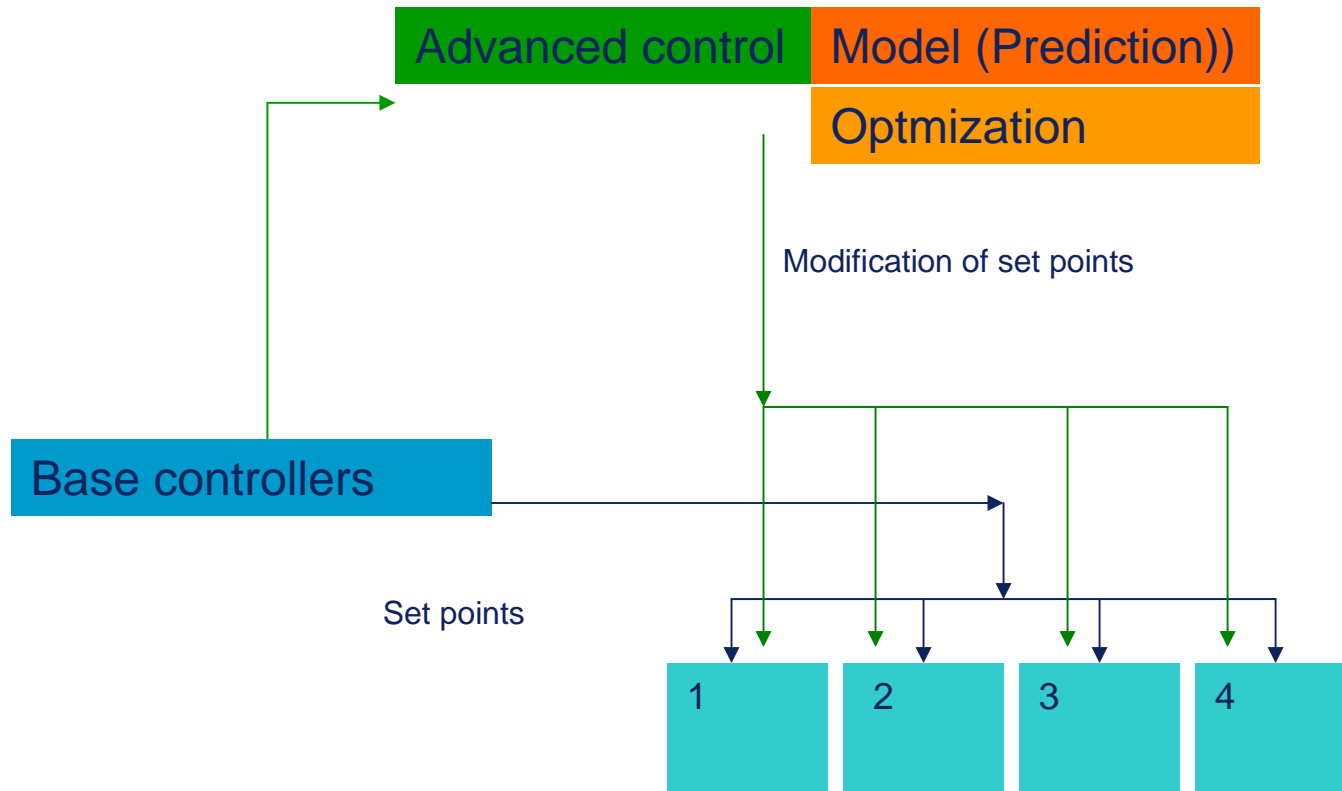 Advanced control
Model (Prediction))
Optmization
Modification of set points
Base controllers
Set points
1
2
3
4